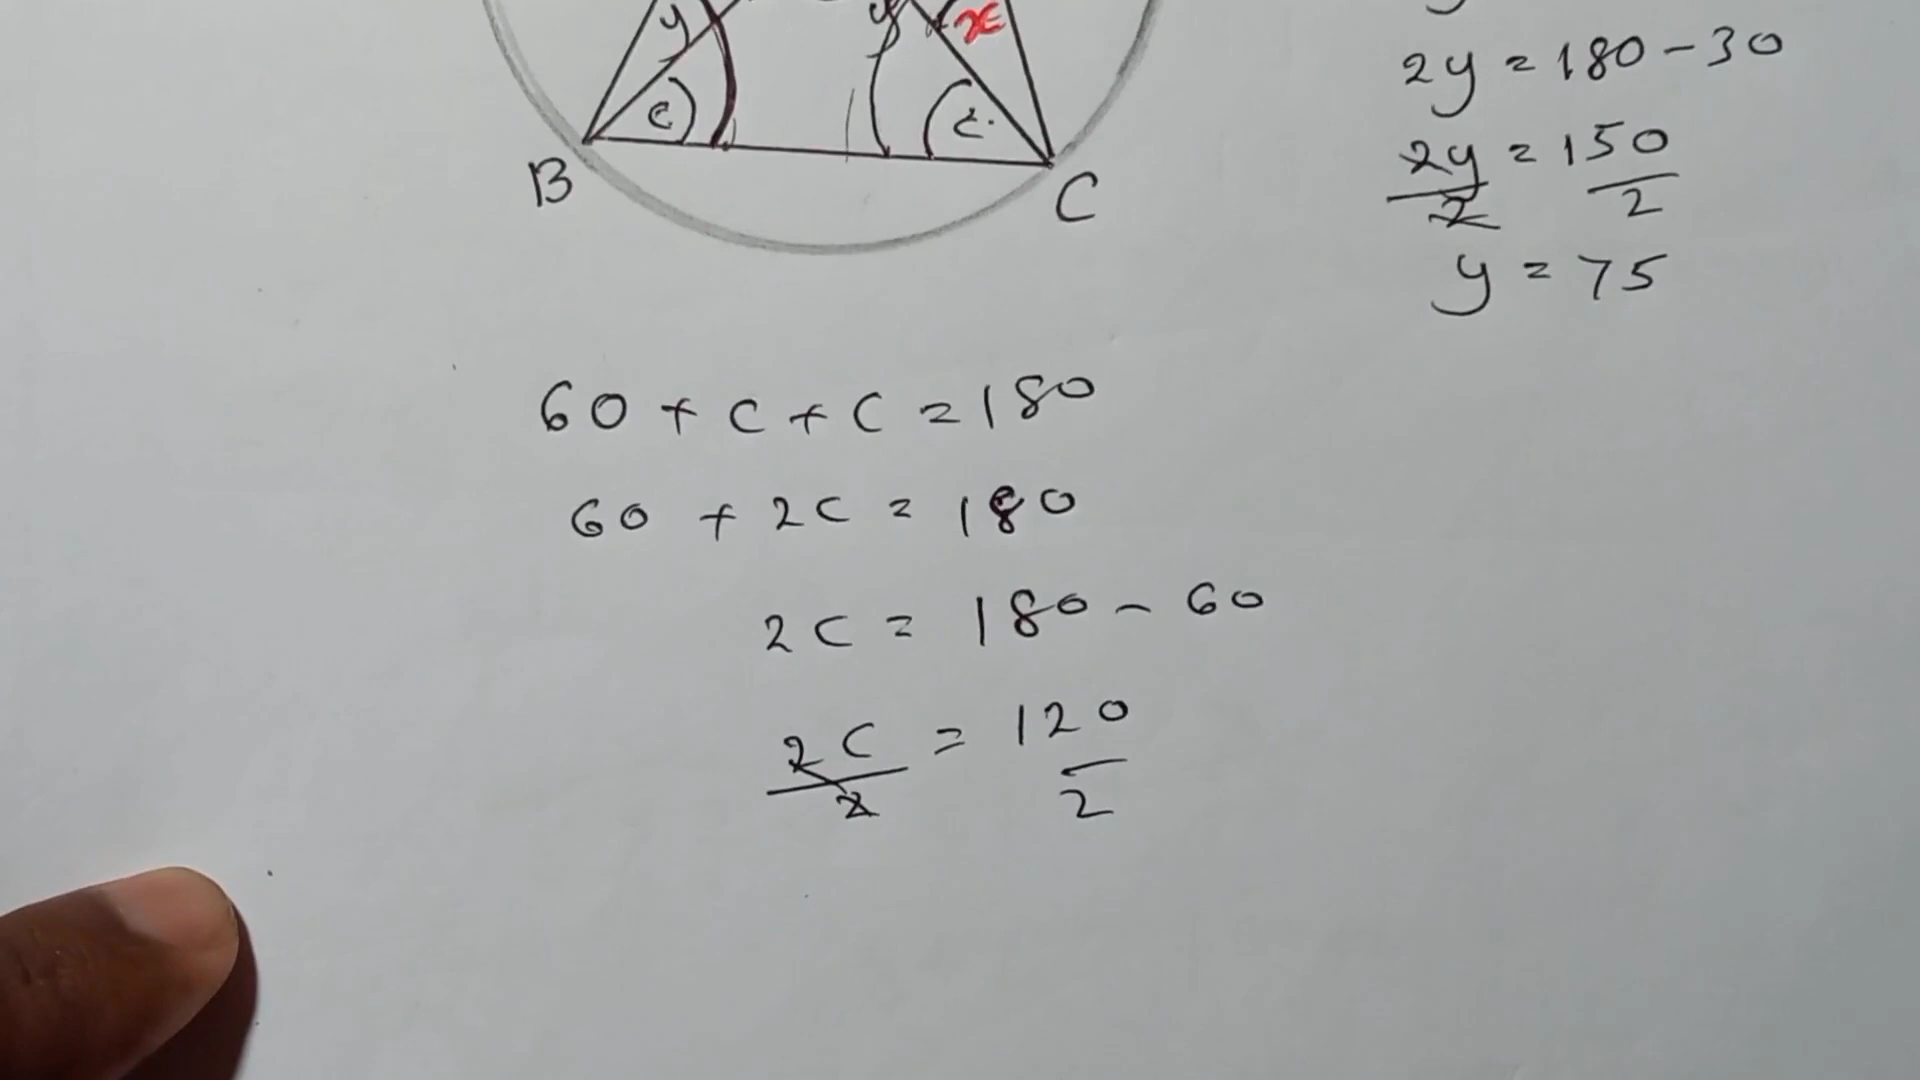 y
y
x
c
c
B
C
2y = 180 - 30
2y = 150
2 2
y = 75
60 + C + C = 180
60 + 2C = 180
2C = 180 - 60
2C = 120
2 2